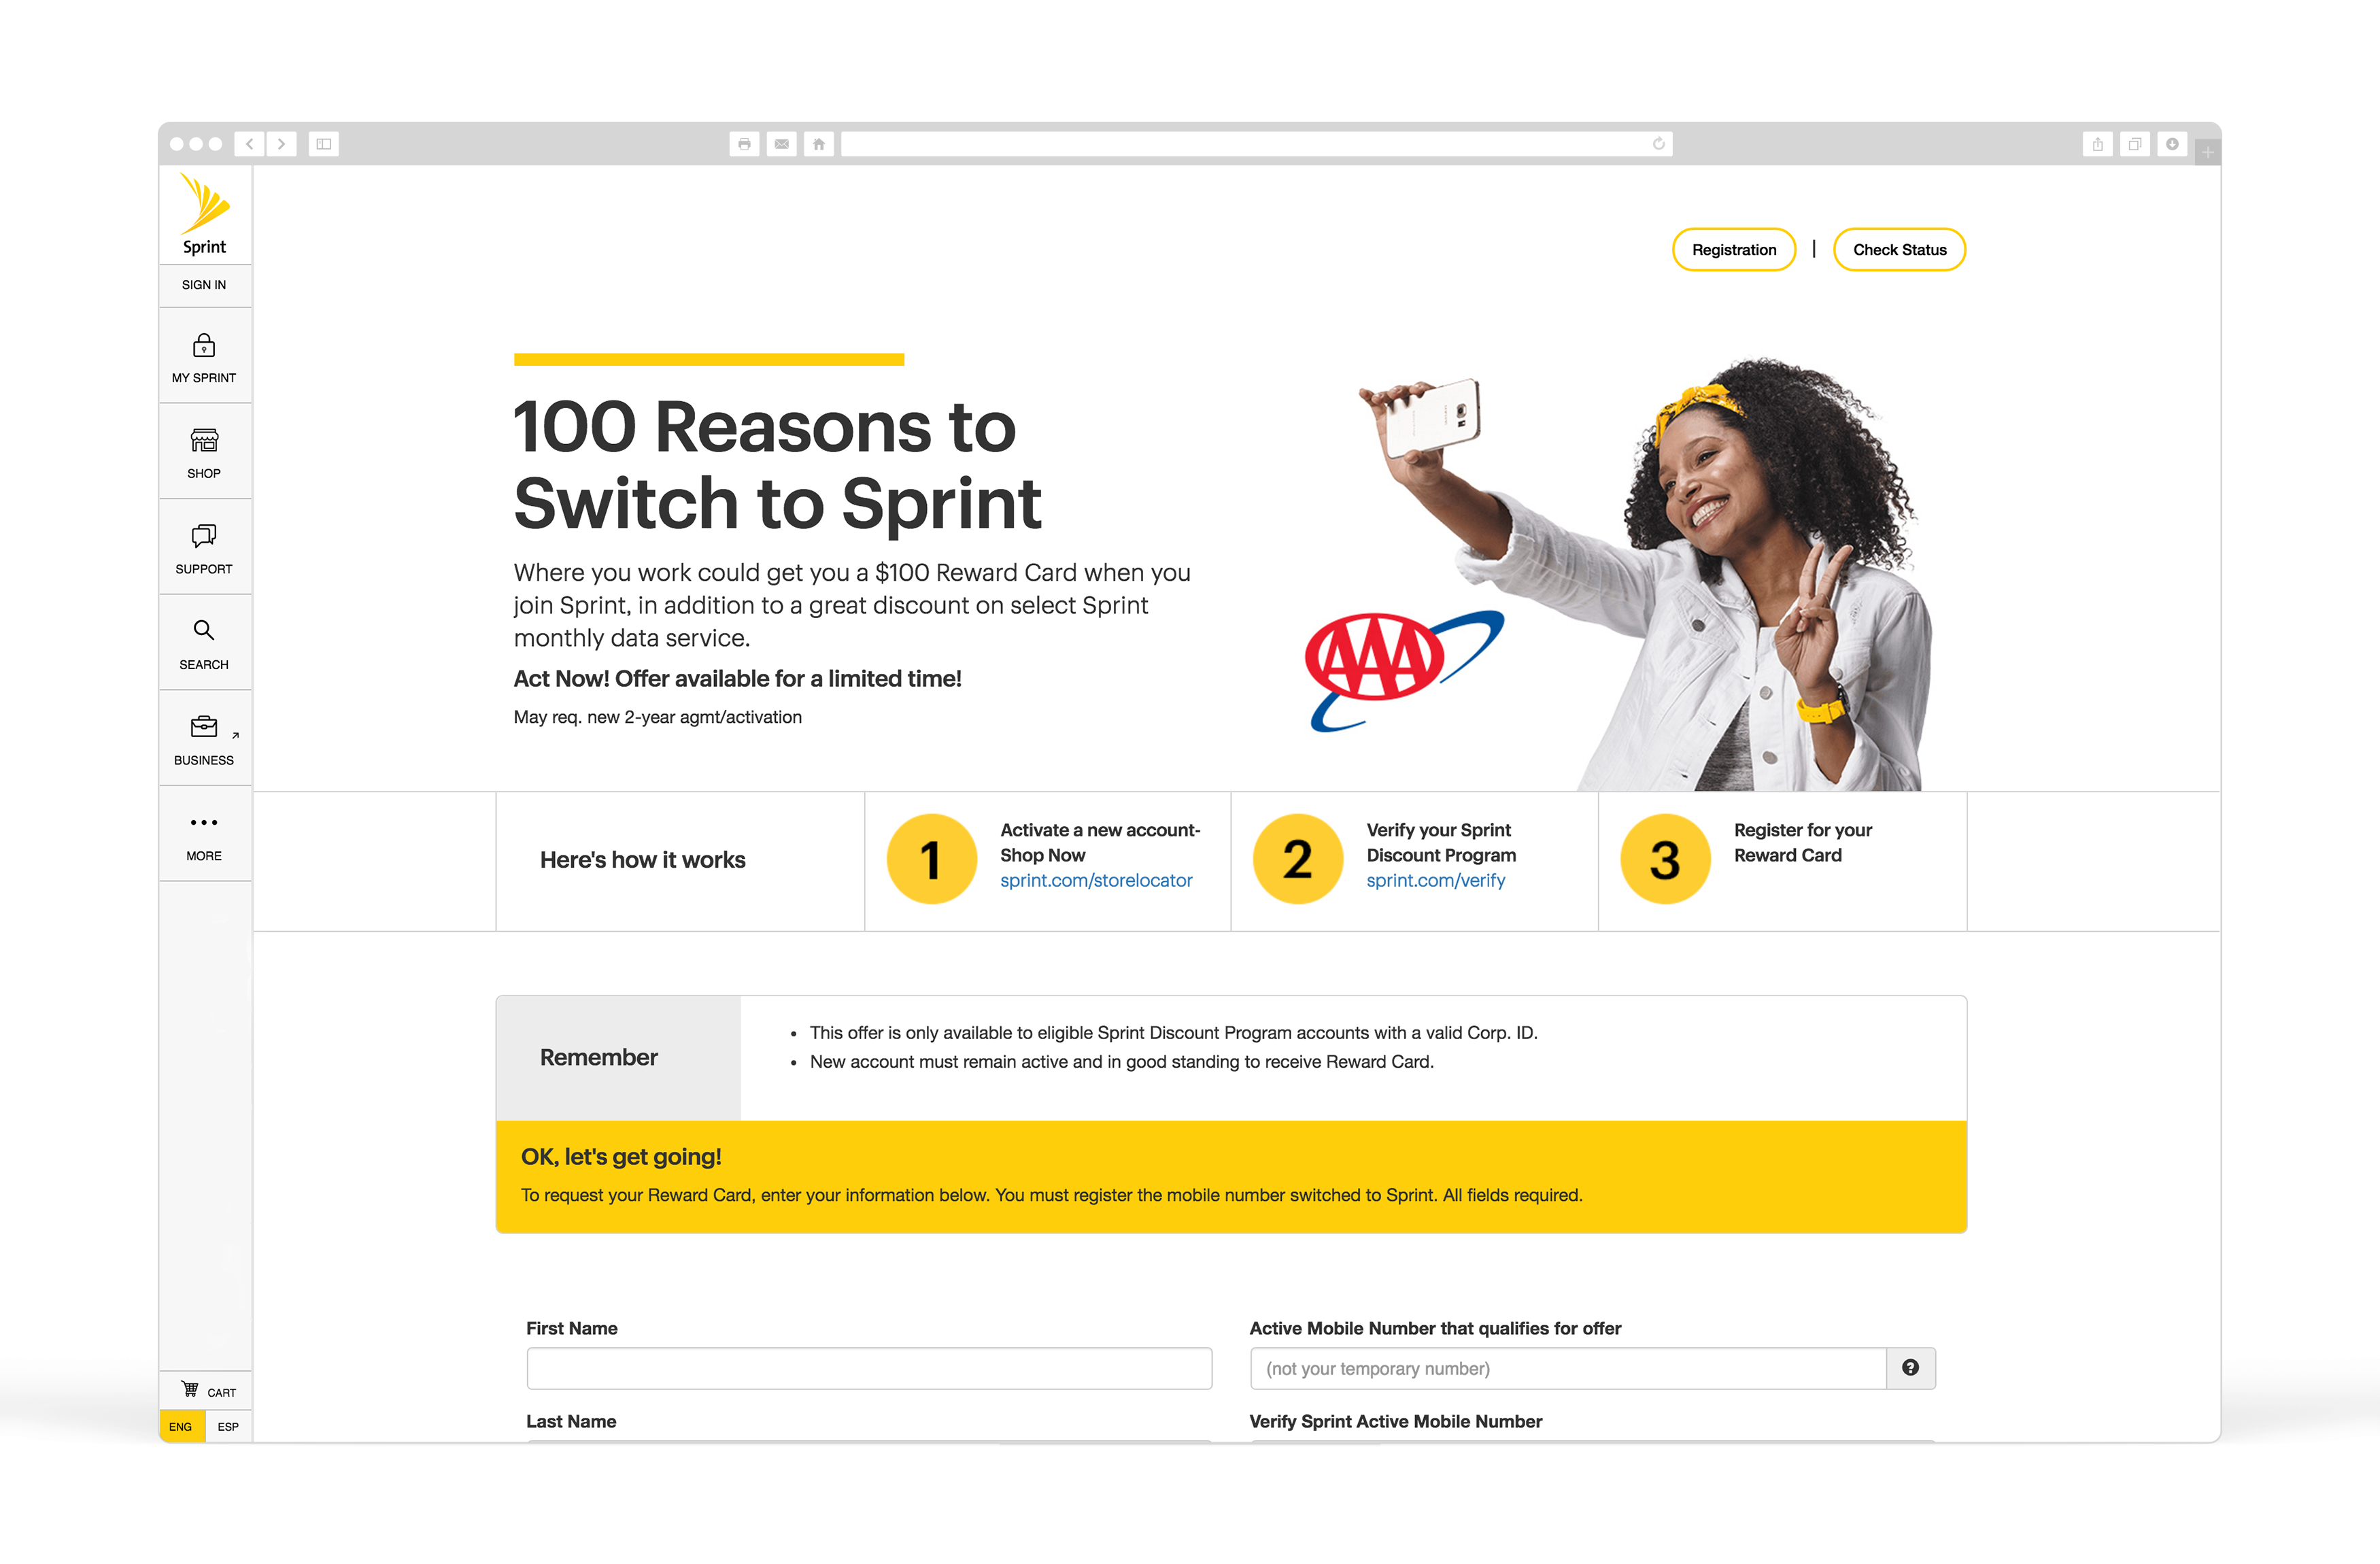 Sprint
SIGN IN
MY SPRINT
SHOP
SUPPORT
SEARCH
BUSINESS
MORE
CART
ENG ESP
Registration | Check Status
100 Reasons to
Switch to Sprint
Where you work could get you a $100 Reward Card when you
join Sprint, in addition to a great discount on select Sprint
monthly data service.
Act Now! Offer available for a limited time!
May req. new 2-year agmt/activation
AAA
Here's how it works
1
Activate a new account-
Shop Now
sprint.com/storelocator
2
Verify your Sprint
Discount Program
sprint.com/verify
3
Register for your
Reward Card
Remember
• This offer is only available to eligible Sprint Discount Program accounts with a valid Corp. ID.
• New account must remain active and in good standing to receive Reward Card.
OK, let's get going!
To request your Reward Card, enter your information below. You must register the mobile number switched to Sprint. All fields required.
First Name
Active Mobile Number that qualifies for offer
(not your temporary number)
?
Last Name
Verify Sprint Active Mobile Number